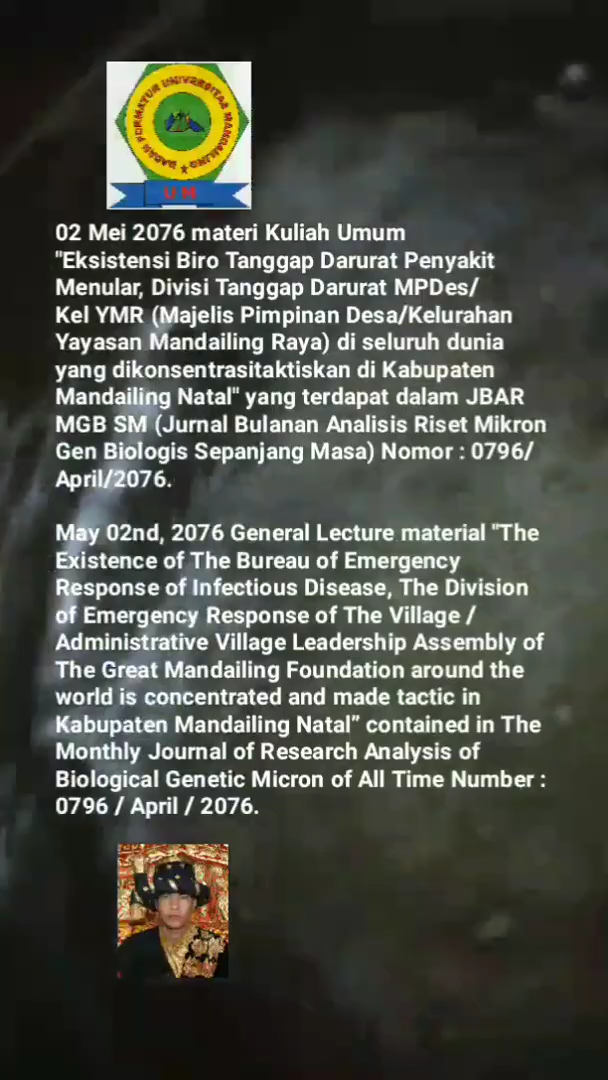 BADAN FORMATUR UNIVERSITAS MANDAILING
U M
02 Mei 2076 materi Kuliah Umum
"Eksistensi Biro Tanggap Darurat Penyakit
Menular, Divisi Tanggap Darurat MPDes/
Kel YMR (Majelis Pimpinan Desa/Kelurahan
Yayasan Mandailing Raya) di seluruh dunia
yang dikonsentrasitaktiskan di Kabupaten
Mandailing Natal" yang terdapat dalam JBAR
MGB SM (Jurnal Bulanan Analisis Riset Mikron
Gen Biologis Sepanjang Masa) Nomor : 0796/
April/2076.
May 02nd, 2076 General Lecture material "The
Existence of The Bureau of Emergency
Response of Infectious Disease, The Division
of Emergency Response of The Village /
Administrative Village Leadership Assembly of
The Great Mandailing Foundation around the
world is concentrated and made tactic in
Kabupaten Mandailing Natal” contained in The
Monthly Journal of Research Analysis of
Biological Genetic Micron of All Time Number :
0796 / April / 2076.